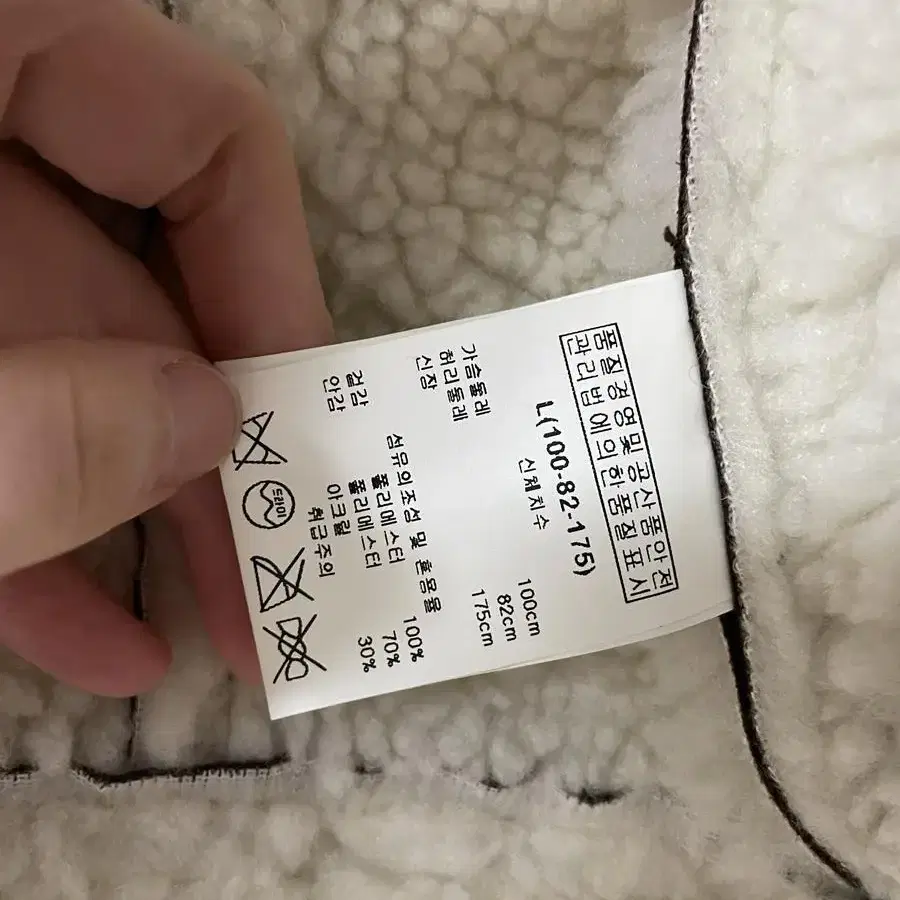 품질경영및 공산품안전
관리법에의한 품질표시
L(100-82-175)
신체치수
가슴둘레 100cm
허리둘레 82cm
신장 175cm
섬유의조성 및 혼용율
겉감 폴리에스터 100%
안감 폴리에스터 70%
아크릴 30%
취급주의
드라이